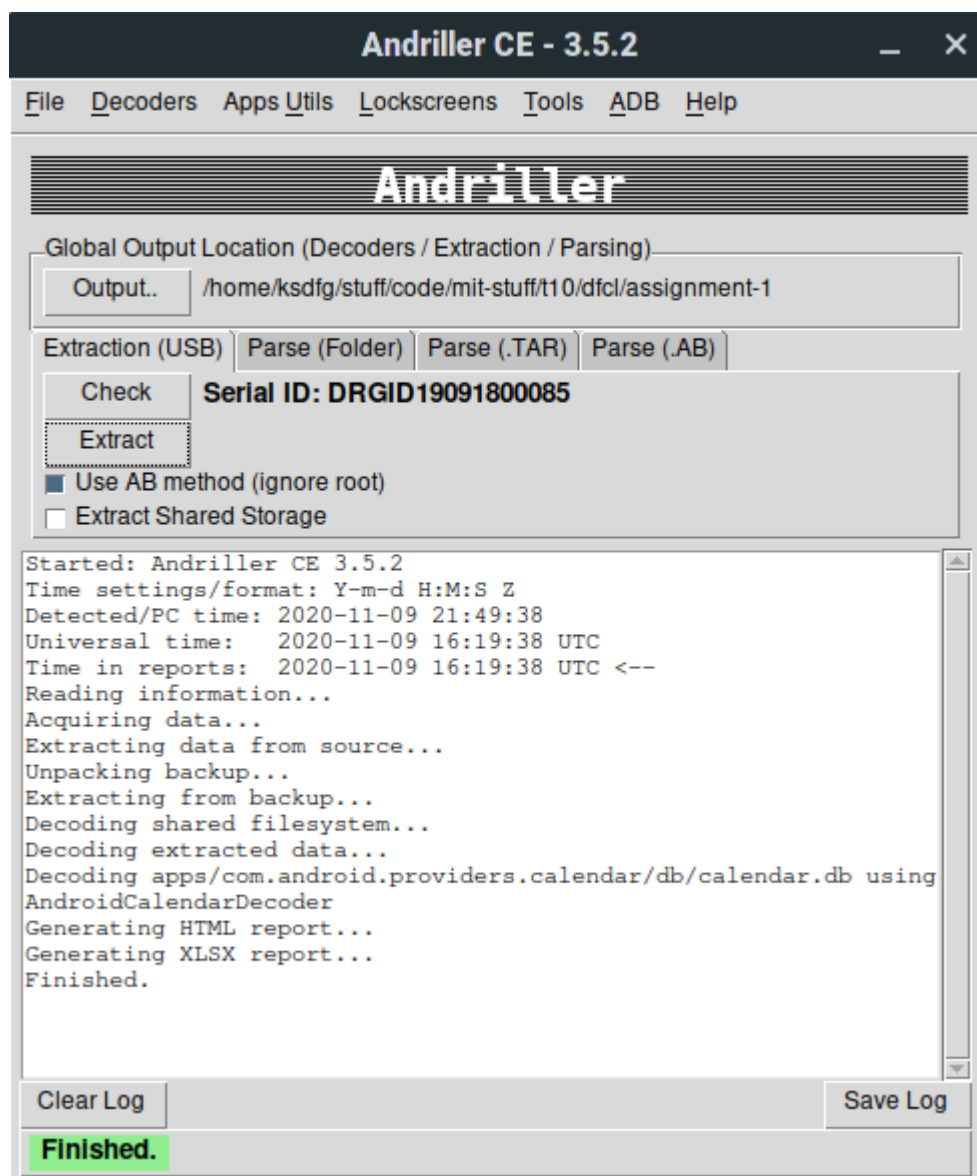 Andriller CE - 3.5.2
File Decoders Apps Utils Lockscreens Tools ADB Help
Andriller
Global Output Location (Decoders / Extraction / Parsing)
Output.. /home/ksdfg/stuff/code/mit-stuff/t10/dfcl/assignment-1
Extraction (USB) Parse (Folder) Parse (.TAR) Parse (.AB)
Check Serial ID: DRGID19091800085
Extract
Use AB method (ignore root)
Extract Shared Storage
Started: Andriller CE 3.5.2
Time settings/format: Y-m-d H:M:S Z
Detected/PC time: 2020-11-09 21:49:38
Universal time:   2020-11-09 16:19:38 UTC
Time in reports:  2020-11-09 16:19:38 UTC <--
Reading information...
Acquiring data...
Extracting data from source...
Unpacking backup...
Extracting from backup...
Decoding shared filesystem...
Decoding extracted data...
Decoding apps/com.android.providers.calendar/db/calendar.db using
AndroidCalendarDecoder
Generating HTML report...
Generating XLSX report...
Finished.
Clear Log Save Log
Finished.